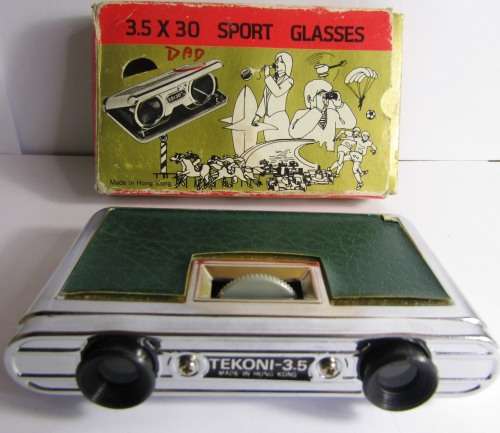 3.5 X 30 SPORT GLASSES
DAD
Made in Hong Kong
TEKONI-3.5
MADE IN HONG KONG